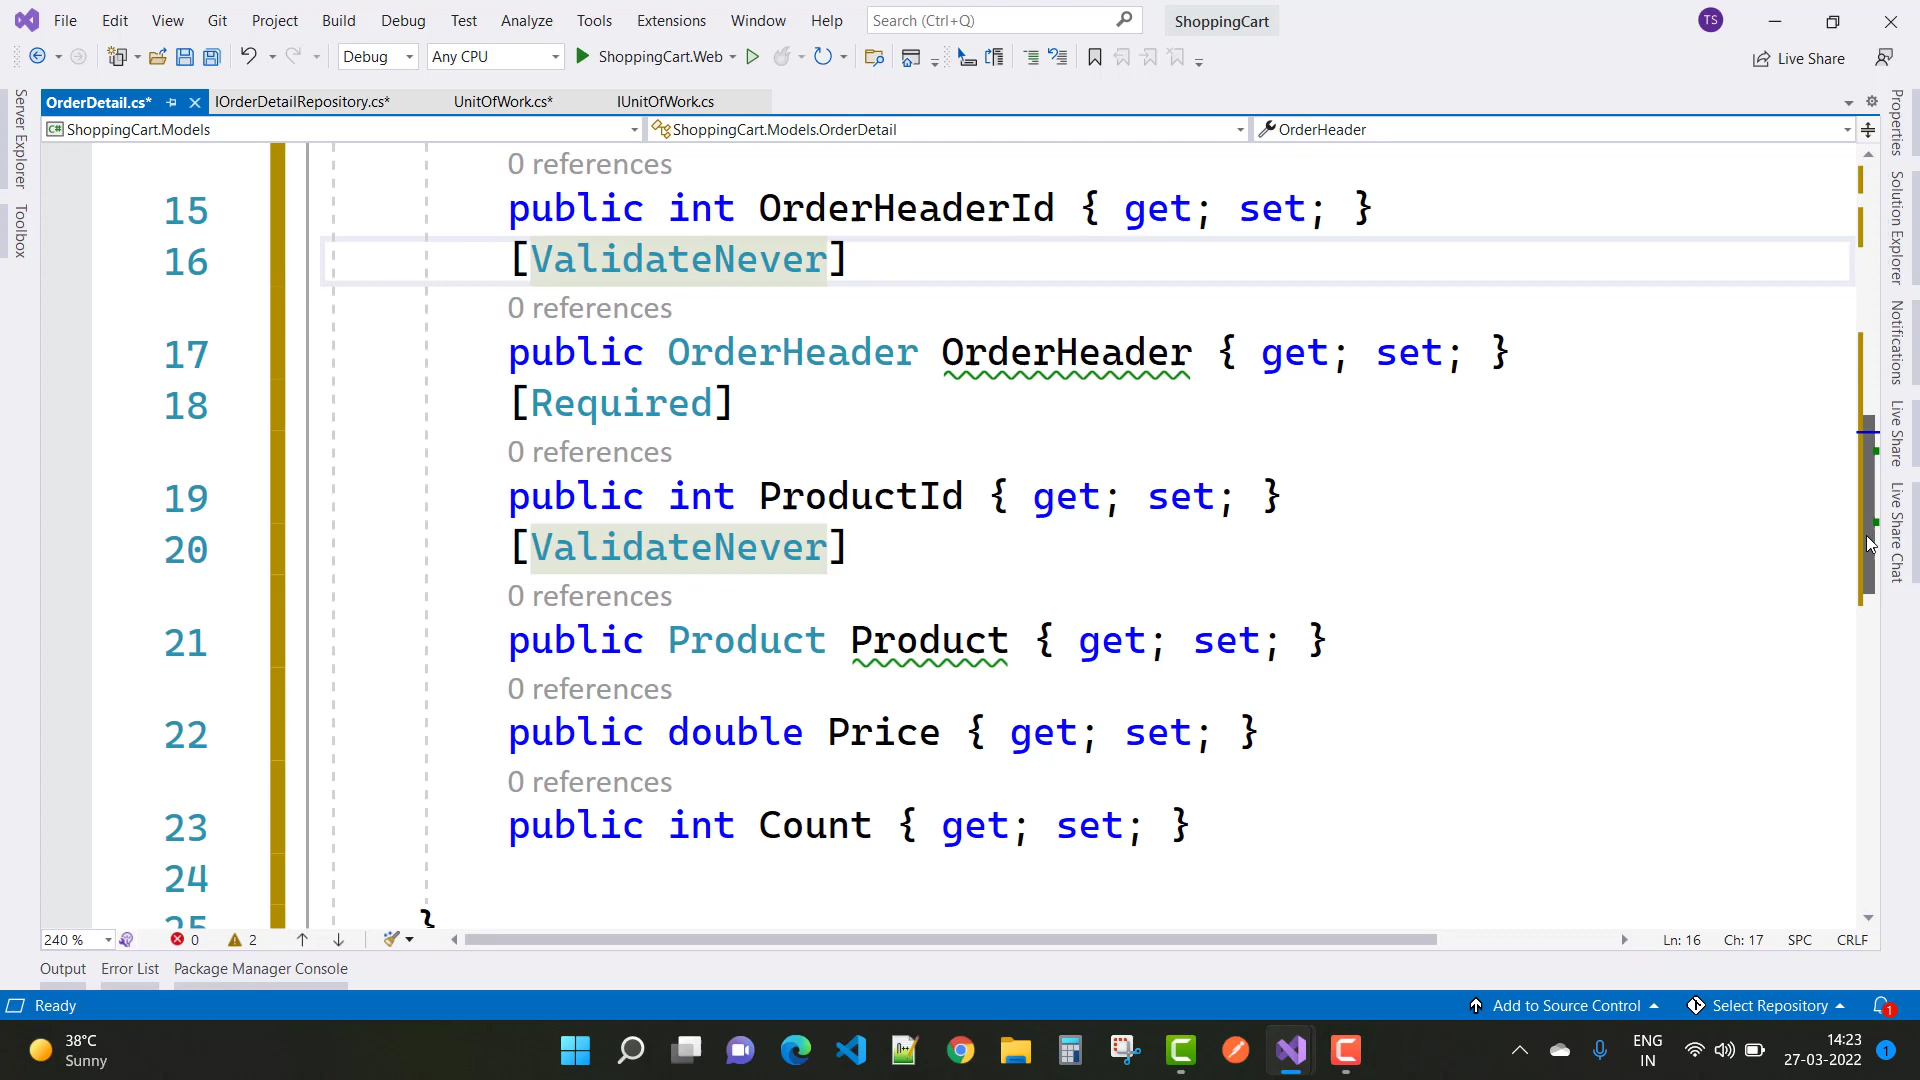 File Edit View Git Project Build Debug Test Analyze Tools Extensions Window Help Search (Ctrl+Q) ShoppingCart TS
Debug Any CPU ShoppingCart.Web Live Share
OrderDetail.cs* IOrderDetailRepository.cs* UnitOfWork.cs* IUnitOfWork.cs
ShoppingCart.Models ShoppingCart.Models.OrderDetail OrderHeader
Server Explorer
Toolbox
0 references
15 public int OrderHeaderId { get; set; }
16 [ValidateNever]
0 references
17 public OrderHeader OrderHeader { get; set; }
18 [Required]
0 references
19 public int ProductId { get; set; }
20 [ValidateNever]
0 references
21 public Product Product { get; set; }
0 references
22 public double Price { get; set; }
0 references
23 public int Count { get; set; }
24
25 }
Properties
Solution Explorer
Notifications
Live Share
Live Share Chat
240 % 0 2 Ln: 16 Ch: 17 SPC CRLF
Output Error List Package Manager Console
Ready Add to Source Control Select Repository 1
38°C
Sunny
ENG
IN
14:23
27-03-2022
1